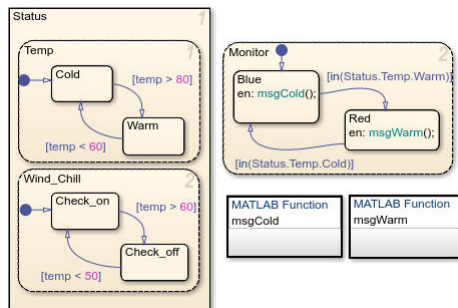 Status
1
Temp
1
Cold
[temp > 80]
Warm
[temp < 60]
Wind_Chill
2
Check_on
[temp > 60]
Check_off
[temp < 50]
Monitor
2
Blue
en: msgCold();
[in(Status.Temp.Warm)]
Red
en: msgWarm();
[in(Status.Temp.Cold)]
MATLAB Function
msgCold
MATLAB Function
msgWarm